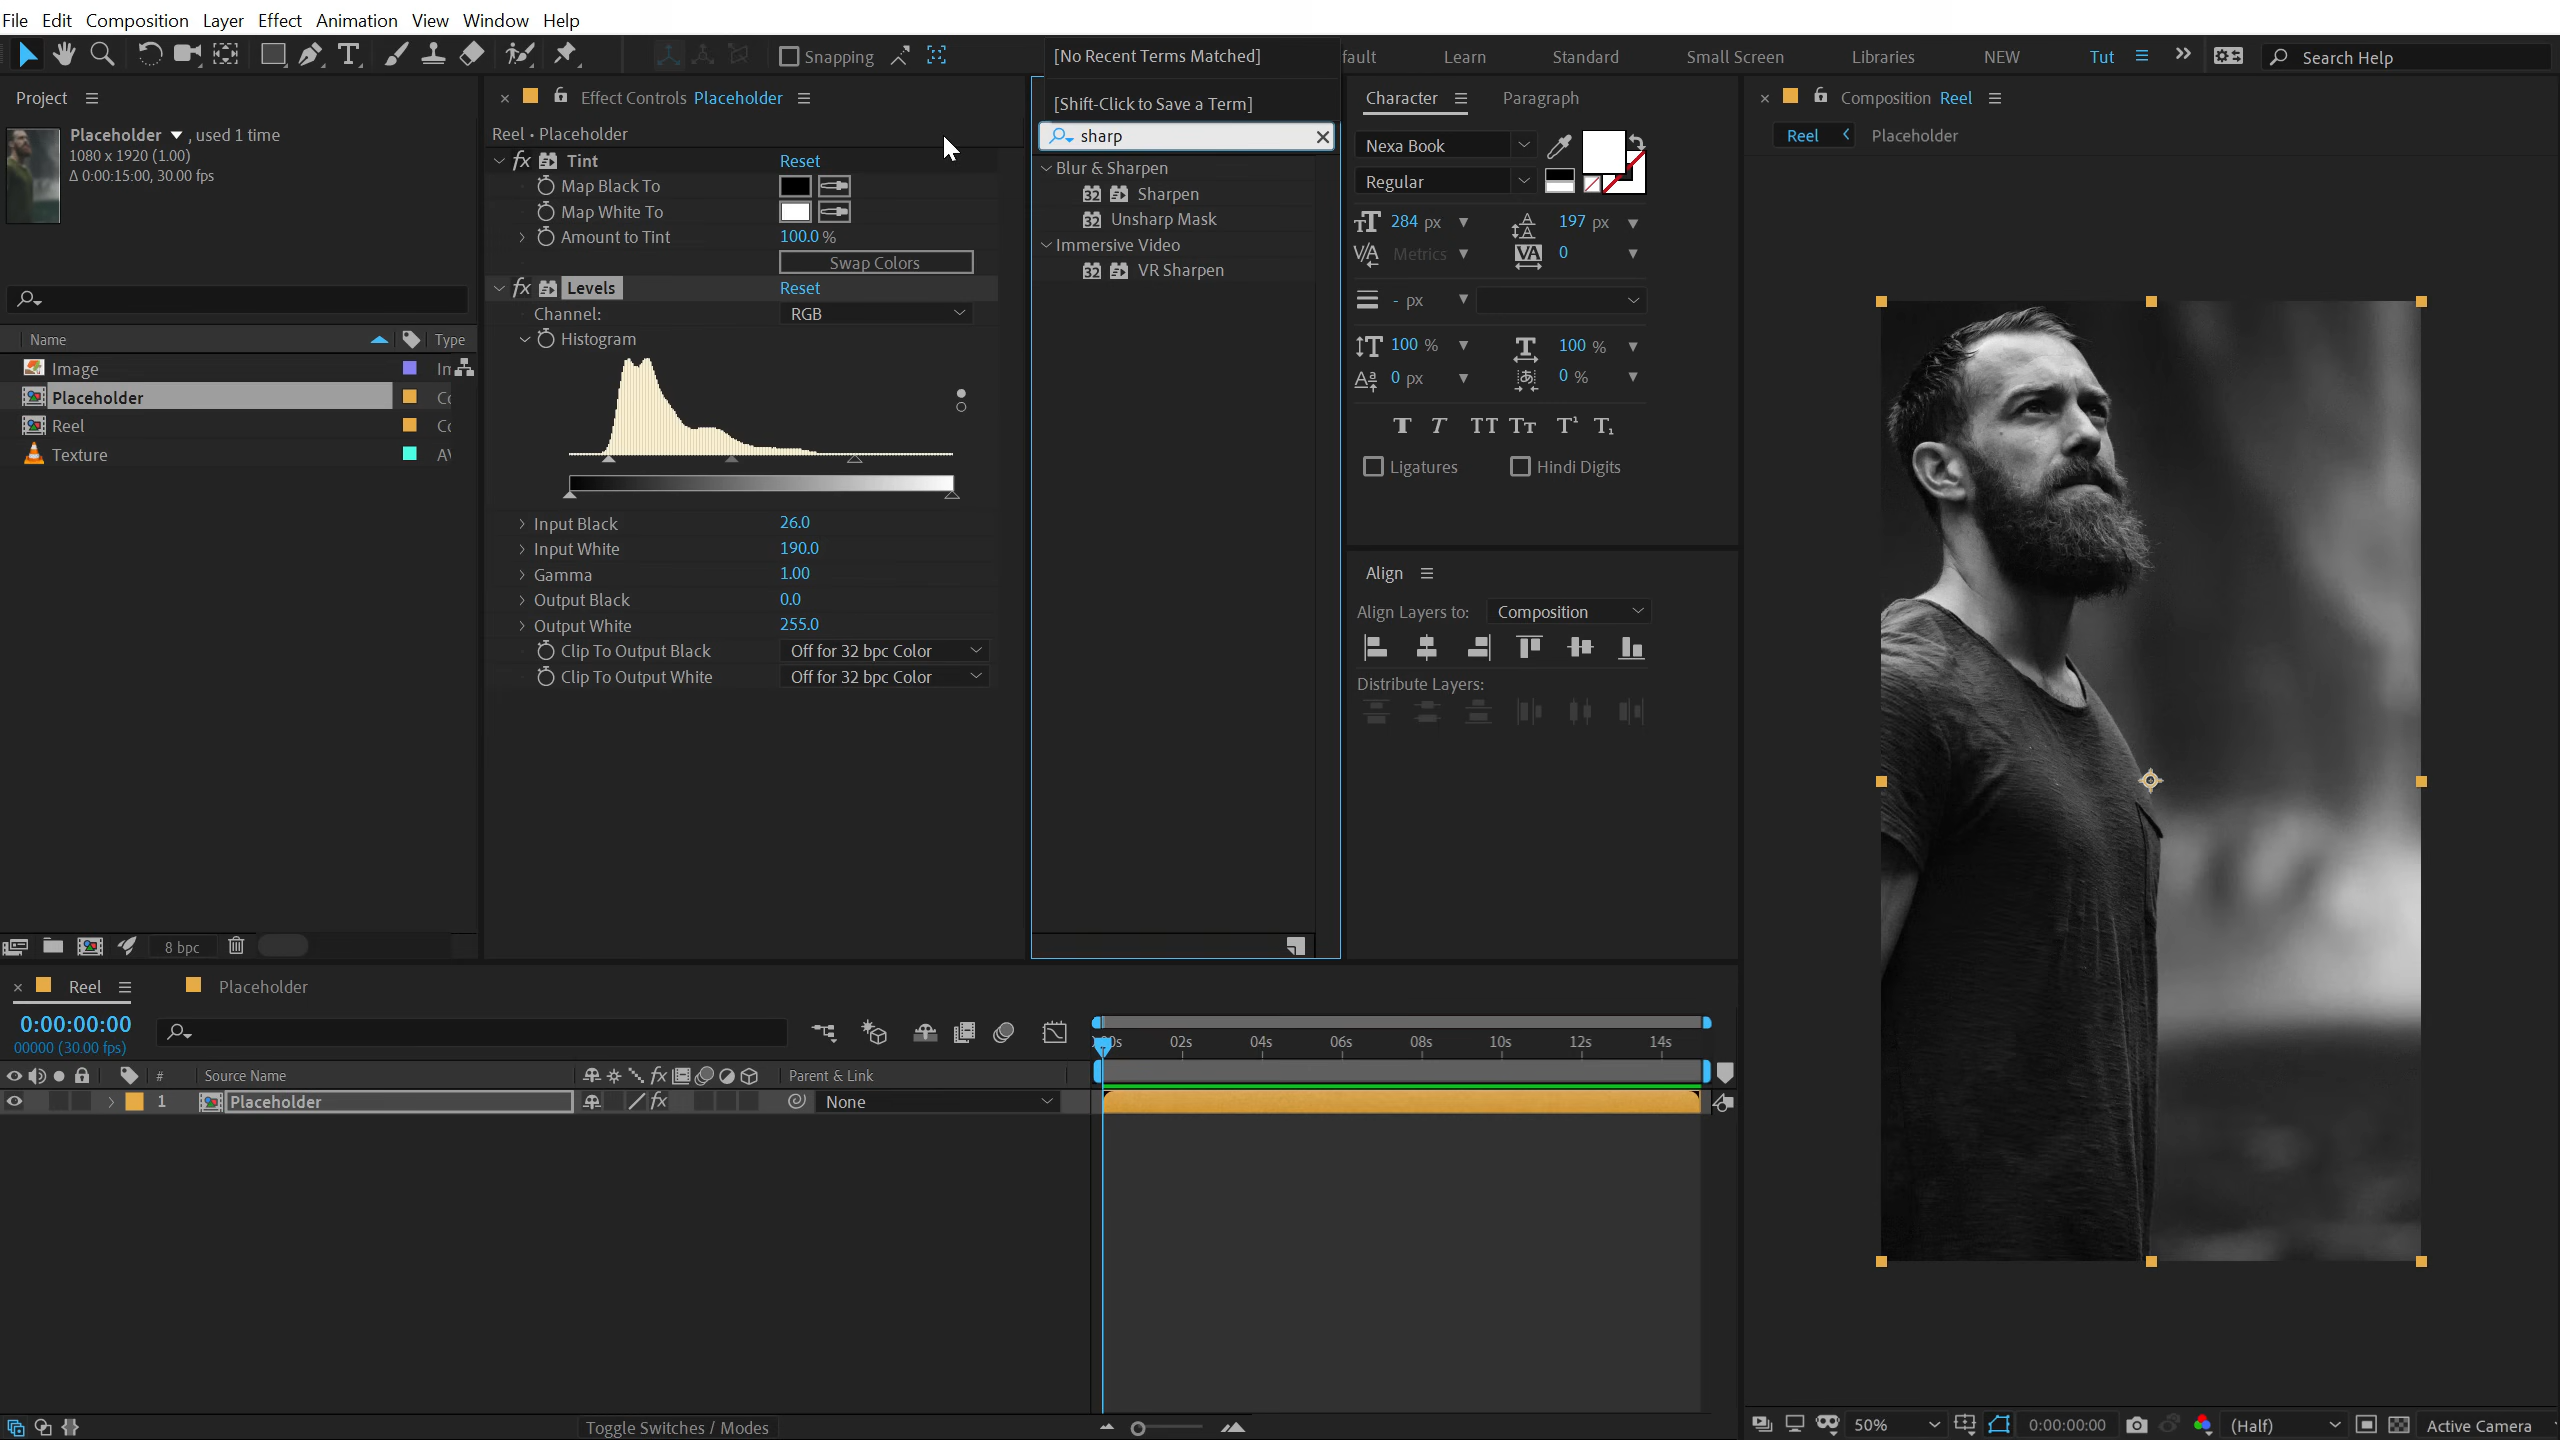 File Edit Composition Layer Effect Animation View Window Help
Snapping
[No Recent Terms Matched]
fault Learn Standard Small Screen Libraries NEW Tut Search Help
Project
Placeholder , used 1 time
1080 x 1920 (1.00)
Δ 0:00:15:00, 30.00 fps
Name Type
Image
Placeholder
Reel
Texture
8 bpc
Effect Controls Placeholder
Reel • Placeholder
fx Tint Reset
Map Black To
Map White To
Amount to Tint 100.0 %
Swap Colors
fx Levels Reset
Channel: RGB
Histogram
Input Black 26.0
Input White 190.0
Gamma 1.00
Output Black 0.0
Output White 255.0
Clip To Output Black Off for 32 bpc Color
Clip To Output White Off for 32 bpc Color
[Shift-Click to Save a Term]
sharp
Blur & Sharpen
32 Sharpen
32 Unsharp Mask
Immersive Video
32 VR Sharpen
Character Paragraph
Nexa Book
Regular
284 px 197 px
Metrics 0
- px
100 % 100 %
0 px 0 %
Ligatures Hindi Digits
Align
Align Layers to: Composition
Distribute Layers:
Composition Reel
Reel Placeholder
Reel Placeholder
0:00:00:00
00000 (30.00 fps)
02s 04s 06s 08s 10s 12s 14s
# Source Name fx Parent & Link
1 Placeholder fx None
Toggle Switches / Modes
50% 0:00:00:00 (Half) Active Camera